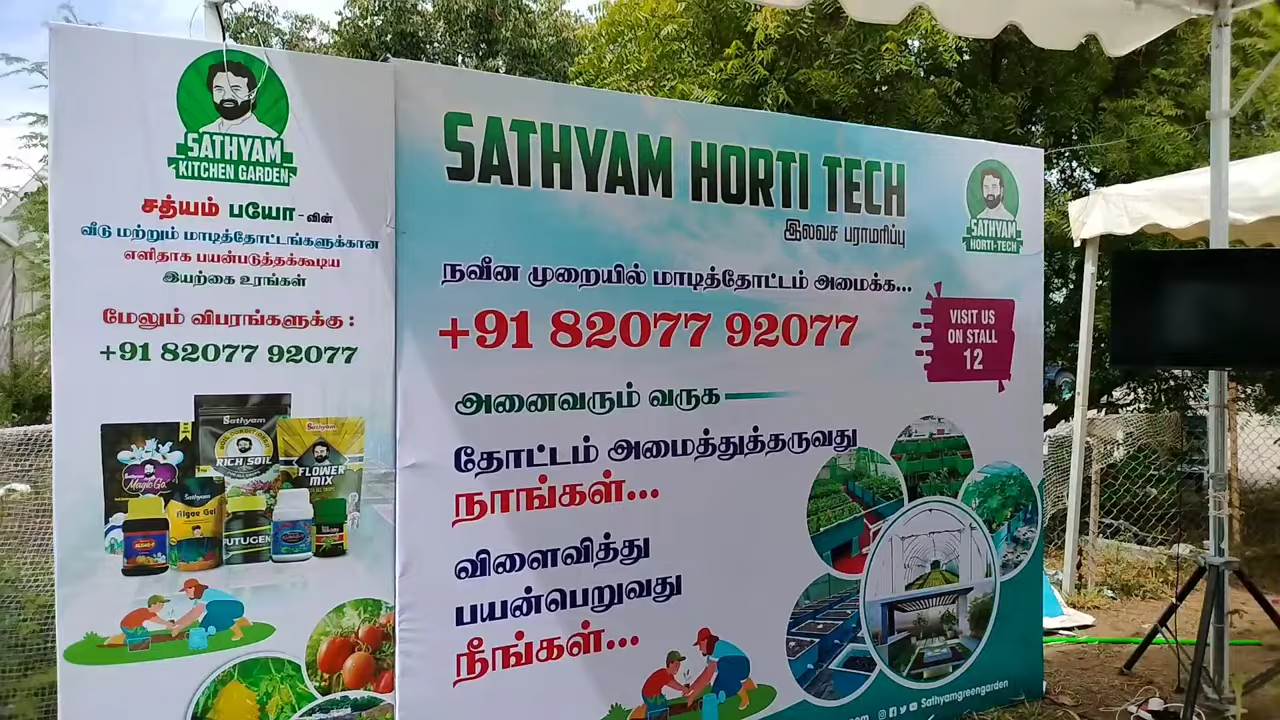 SATHYAM
KITCHEN GARDEN
சத்யம் பயோ - வின்
வீடு மற்றும் மாடித்தோட்டங்களுக்கான
எளிதாக பயன்படுத்தக்கூடிய
இயற்கை உரங்கள்
மேலும் விபரங்களுக்கு :
+91 82077 92077
Sathyam
RICH SOIL
Sathyam
FLOWER
MIX
Magic Go
Sathyam
Algae Gel
SATHYAM HORTI TECH
இலவச பராமரிப்பு
SATHYAM
HORTI-TECH
நவீன முறையில் மாடித்தோட்டம் அமைக்க...
+91 82077 92077
VISIT US
ON STALL
12
அனைவரும் வருக
தோட்டம் அமைத்துத்தருவது
நாங்கள்...
விளைவித்து
பயன்பெறுவது
நீங்கள்...
Sathyamgreengarden